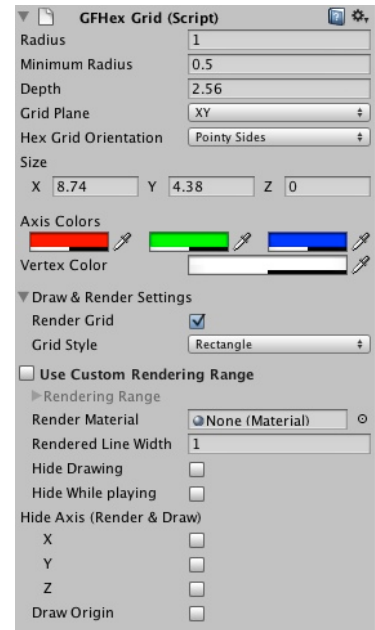 GFHex Grid (Script)
Radius 1
Minimum Radius 0.5
Depth 2.56
Grid Plane XY
Hex Grid Orientation Pointy Sides
Size
X 8.74 Y 4.38 Z 0
Axis Colors
Vertex Color
Draw & Render Settings
Render Grid
Grid Style Rectangle
Use Custom Rendering Range
Rendering Range
Render Material None (Material)
Rendered Line Width 1
Hide Drawing
Hide While playing
Hide Axis (Render & Draw)
X
Y
Z
Draw Origin